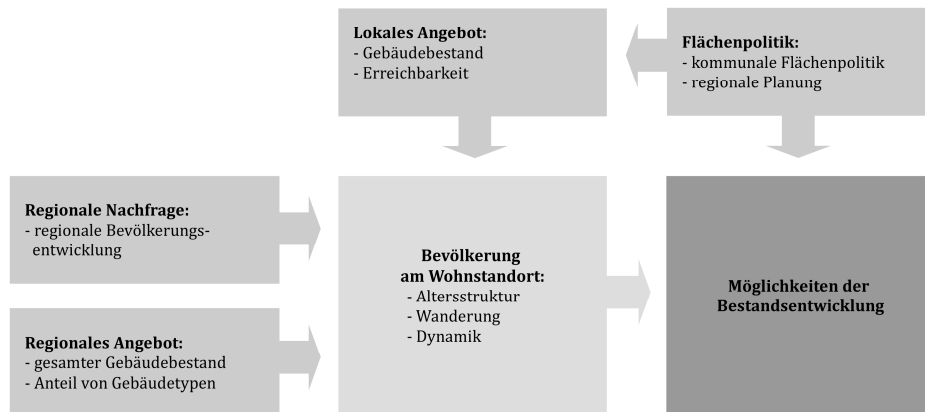 Lokales Angebot:
- Gebäudebestand
- Erreichbarkeit
Flächenpolitik:
- kommunale Flächenpolitik
- regionale Planung
Regionale Nachfrage:
- regionale Bevölkerungs-
entwicklung
Regionales Angebot:
- gesamter Gebäudebestand
- Anteil von Gebäudetypen
Bevölkerung
am Wohnstandort:
- Altersstruktur
- Wanderung
- Dynamik
Möglichkeiten der
Bestandsentwicklung